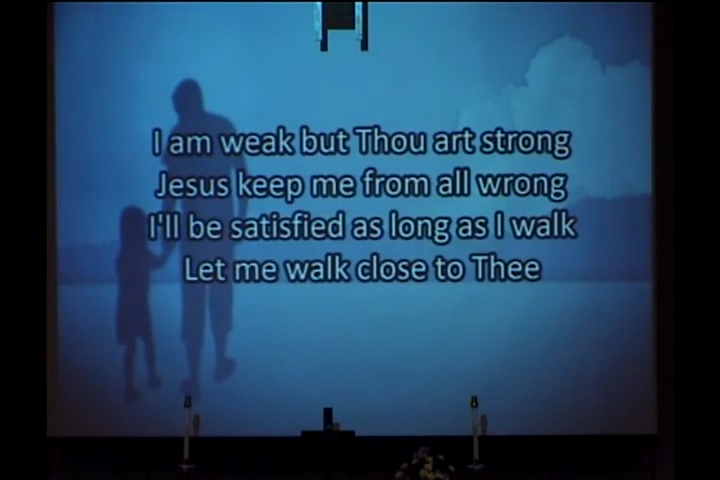 I am weak but Thou art strong
Jesus keep me from all wrong
I'll be satisfied as long as I walk
Let me walk close to Thee